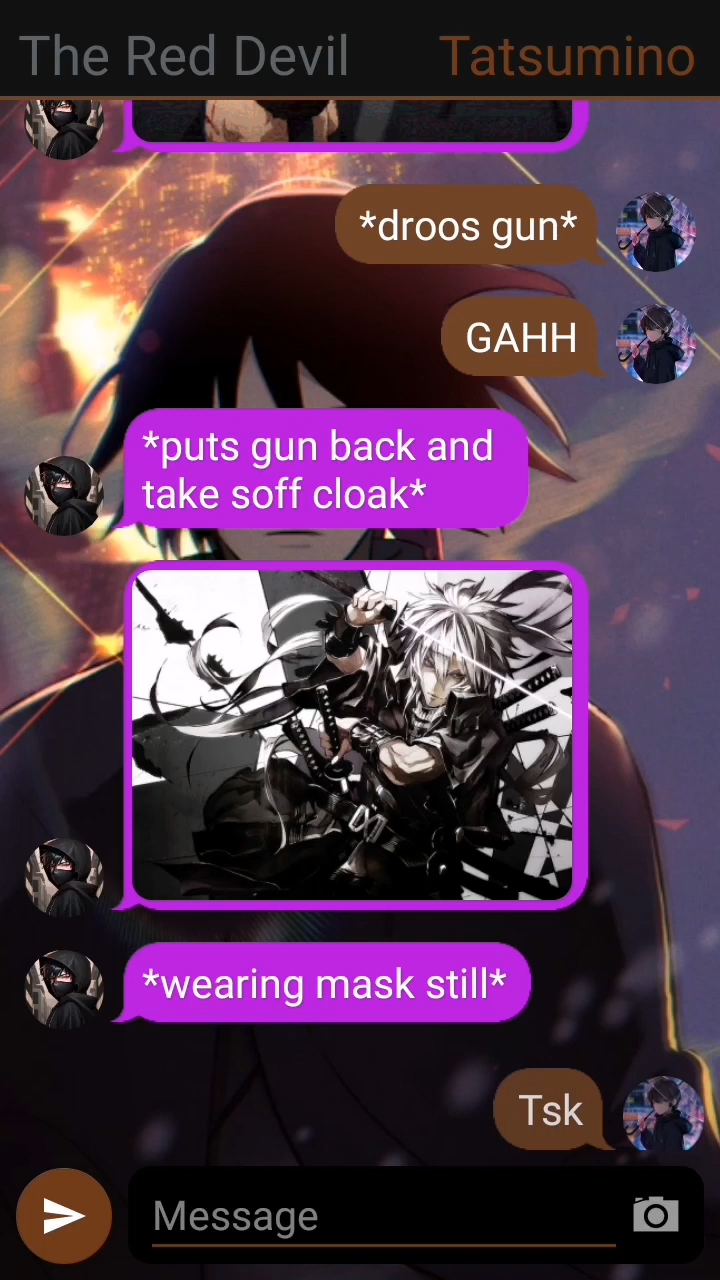 The Red Devil Tatsumino
*droos gun*
GAHH
*puts gun back and
take soff cloak*
*wearing mask still*
Tsk
Message